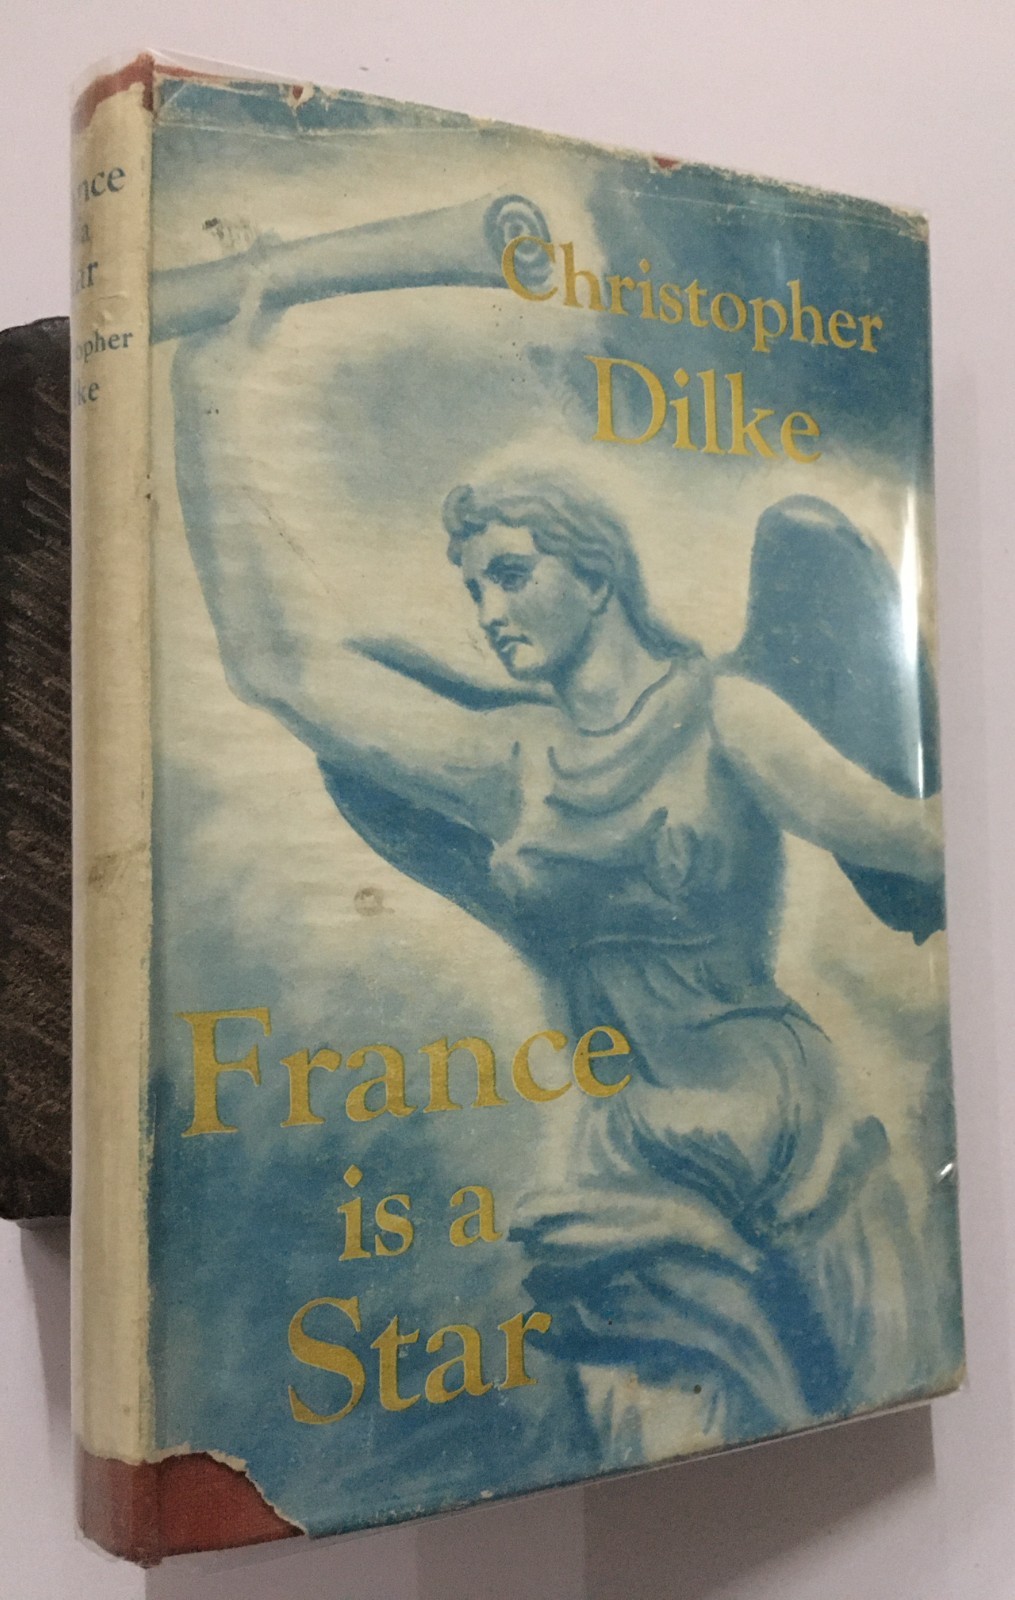 Christopher
Dilke
France
is a
Star